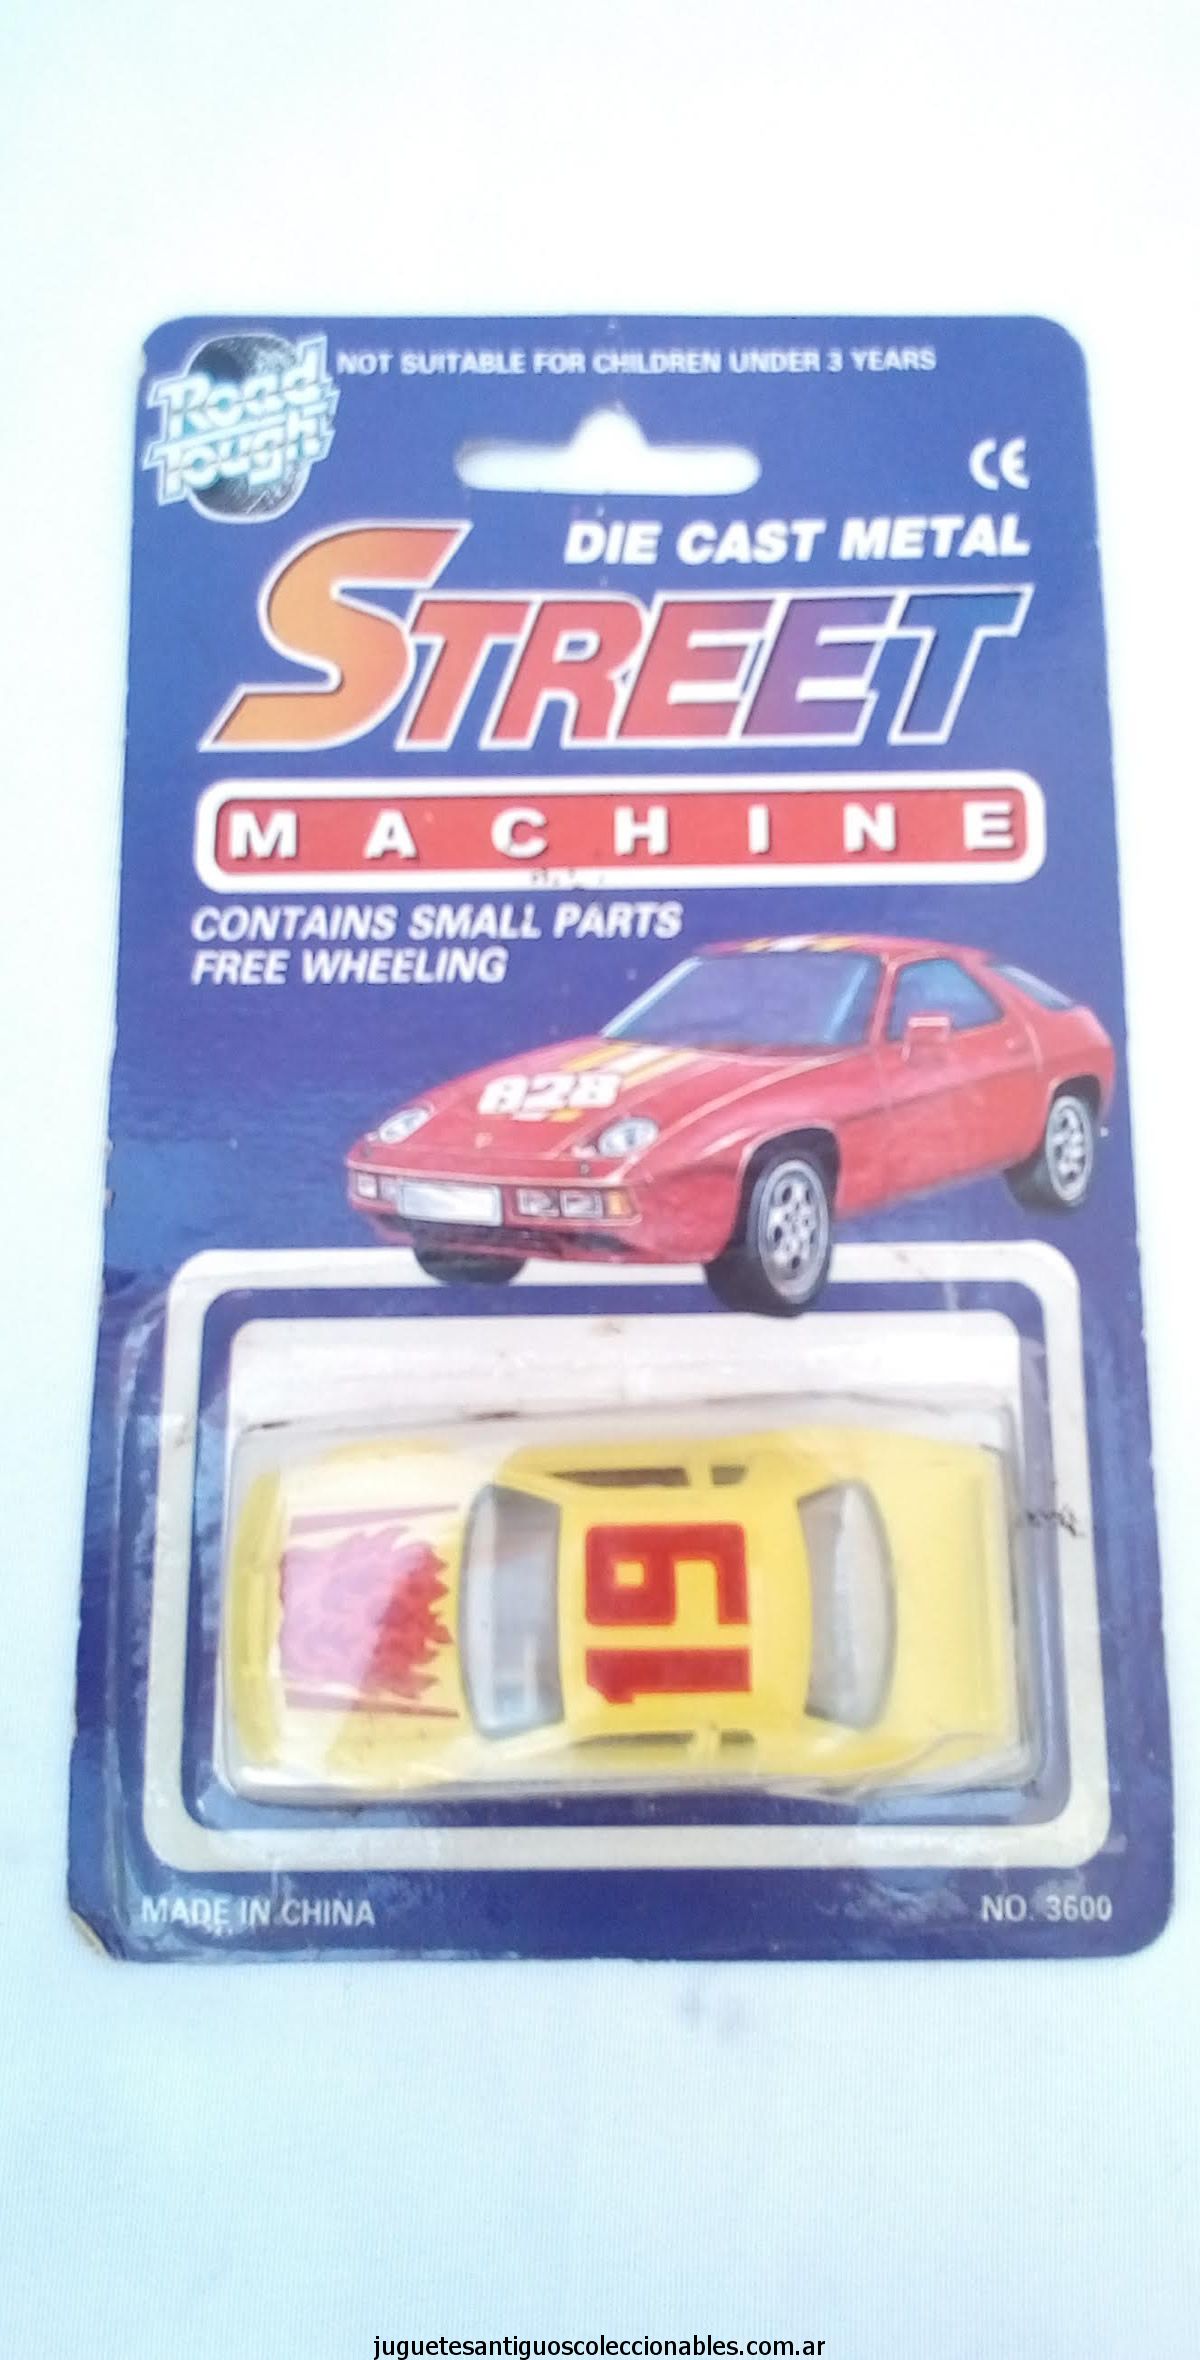 Road
Tough
NOT SUITABLE FOR CHILDREN UNDER 3 YEARS
CE
DIE CAST METAL
STREET
MACHINE
CONTAINS SMALL PARTS
FREE WHEELING
828
19
MADE IN CHINA
NO. 3600
juguetesantiguoscoleccionables.com.ar